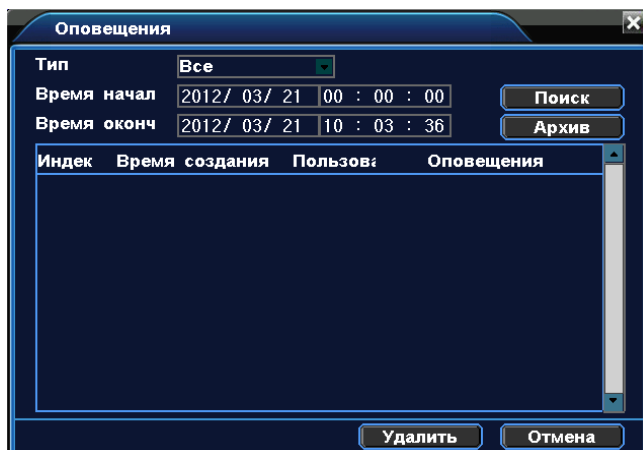 Оповещения
Тип Все
Время начал 2012/ 03/ 21 00 : 00 : 00 Поиск
Время оконч 2012/ 03/ 21 10 : 03 : 36 Архив
Индек Время создания Пользова Оповещения
Удалить Отмена